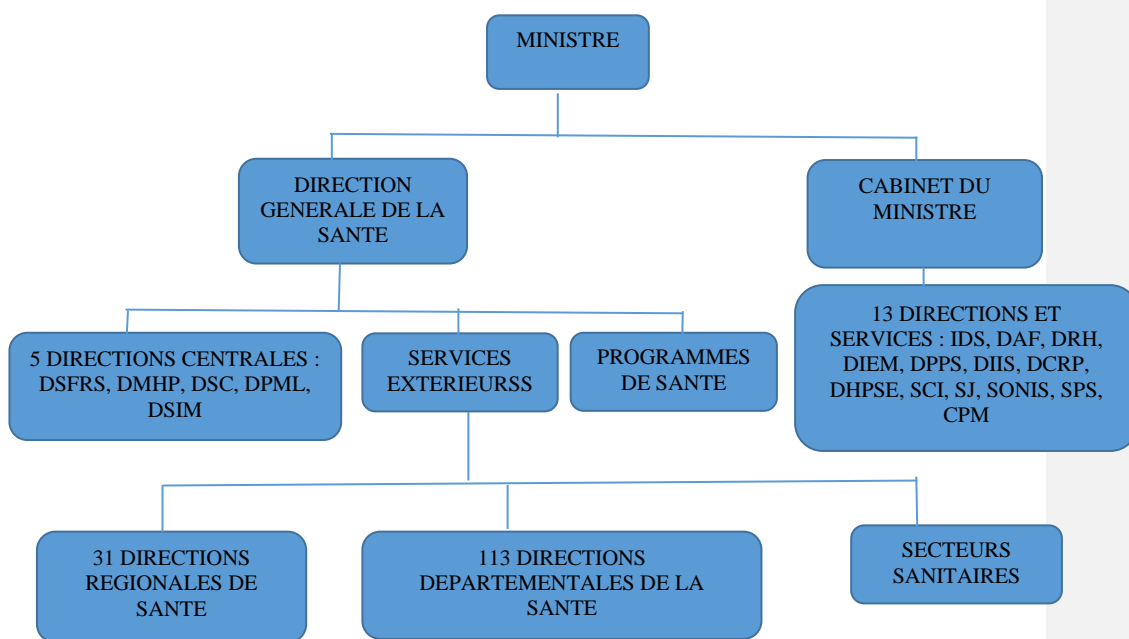 MINISTRE
DIRECTION
GENERALE DE LA
SANTE
CABINET DU
MINISTRE
5 DIRECTIONS CENTRALES :
DSFRS, DMHP, DSC, DPML,
DSIM
SERVICES
EXTERIEURSS
PROGRAMMES
DE SANTE
13 DIRECTIONS ET
SERVICES : IDS, DAF, DRH,
DIEM, DPPS, DIIS, DCRP,
DHPSE, SCI, SJ, SONIS, SPS,
CPM
31 DIRECTIONS
REGIONALES DE
SANTE
113 DIRECTIONS
DEPARTEMENTALES DE LA
SANTE
SECTEURS
SANITAIRES